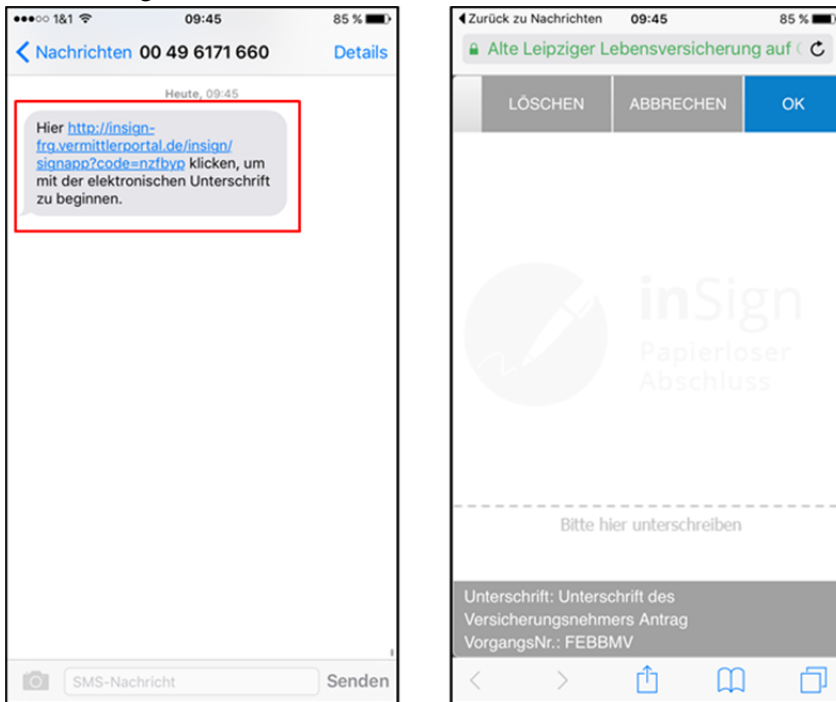 1&1 09:45 85 %
Nachrichten 00 49 6171 660 Details
Heute, 09:45
Hier http://insign-
frg.vermittlerportal.de/insign/
signapp?code=nzfbyp klicken, um
mit der elektronischen Unterschrift
zu beginnen.
SMS-Nachricht Senden
Zurück zu Nachrichten 09:45 85 %
Alte Leipziger Lebensversicherung auf
LÖSCHEN ABBRECHEN OK
inSign
Papierloser
Abschluss
Bitte hier unterschreiben
Unterschrift: Unterschrift des
Versicherungsnehmers Antrag
VorgangsNr.: FEBBMV